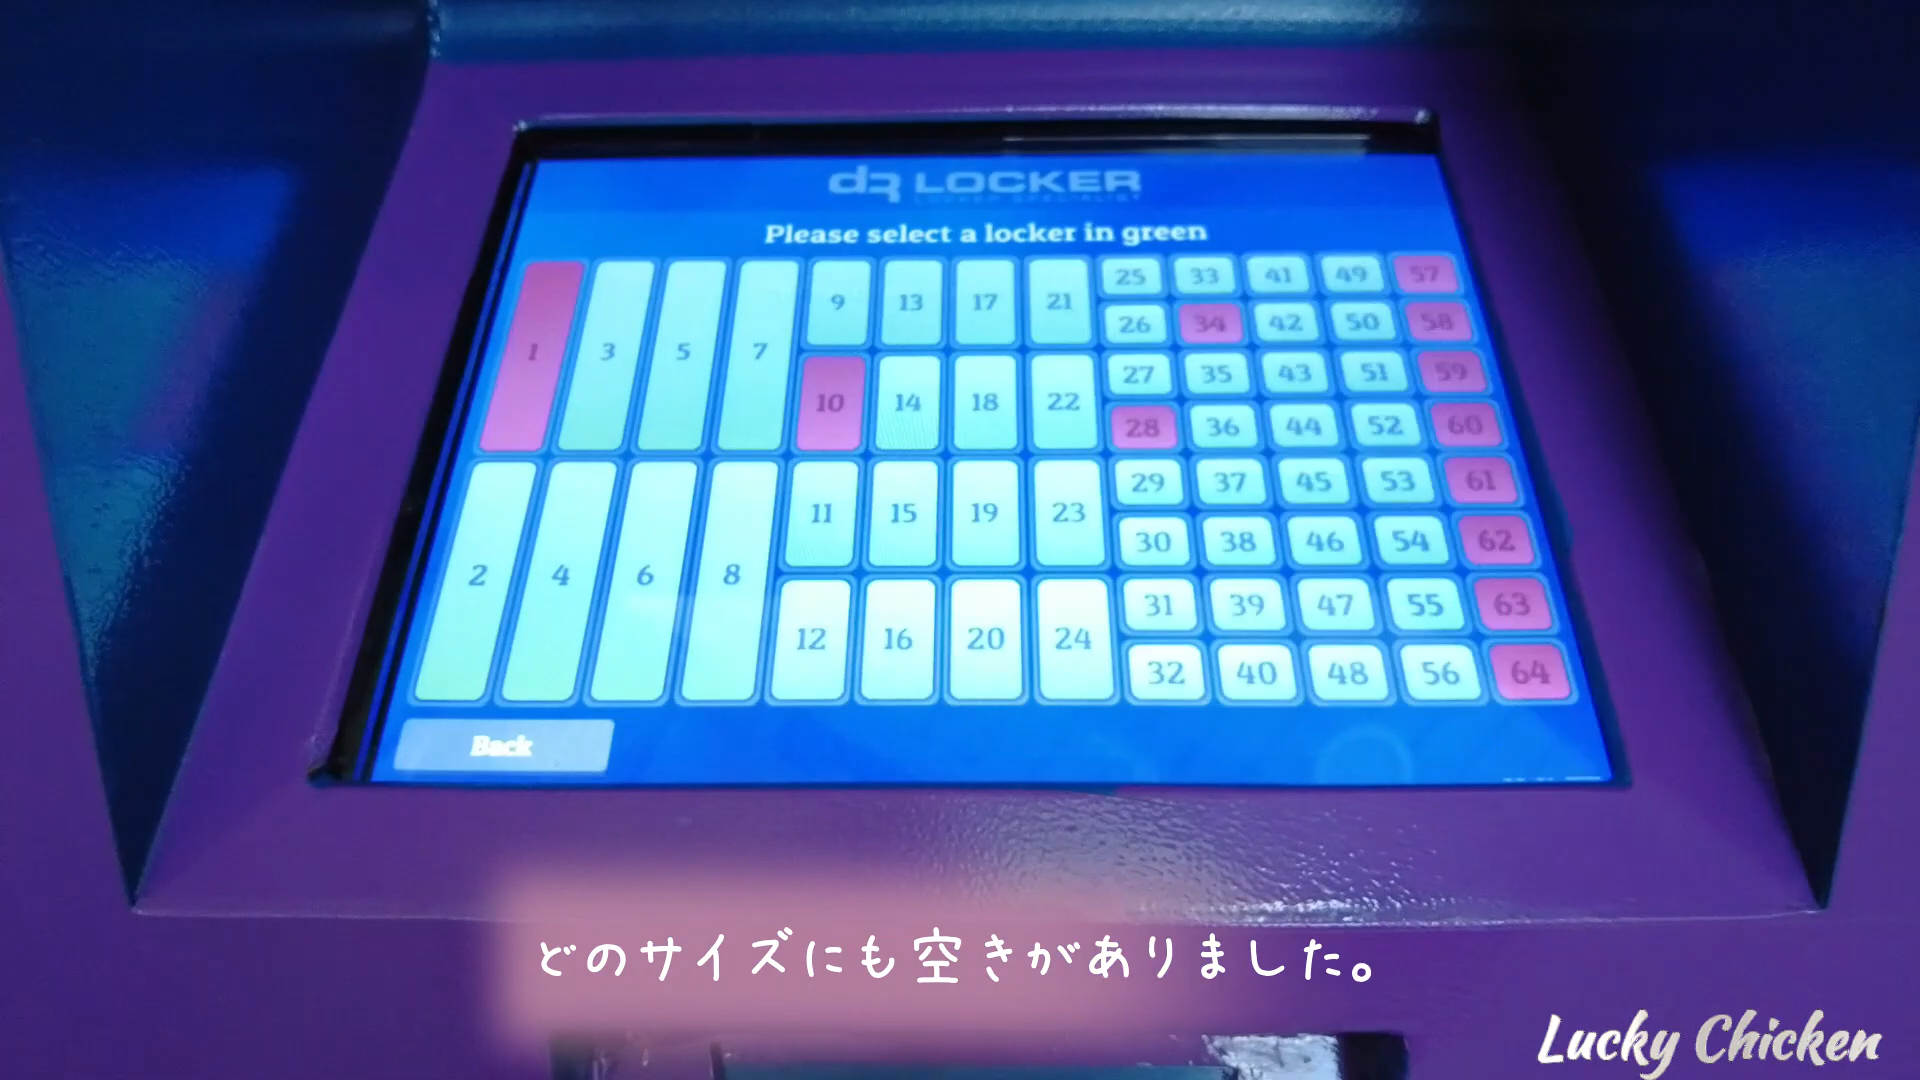 dr LOCKER
LOCKER SPECIALIST
Please select a locker in green
1 3 5 7 9 13 17 21 25 33 41 49 57
26 34 42 50 58
10 14 18 22 27 35 43 51 59
28 36 44 52 60
2 4 6 8 11 15 19 23 29 37 45 53 61
30 38 46 54 62
12 16 20 24 31 39 47 55 63
32 40 48 56 64
Back
どのサイズにも空きがありました。
Lucky Chicken